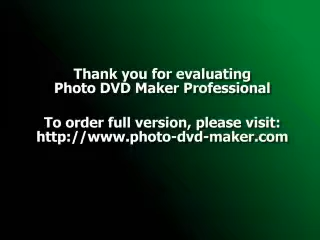 Thank you for evaluating
Photo DVD Maker Professional
To order full version, please visit:
http://www.photo-dvd-maker.com